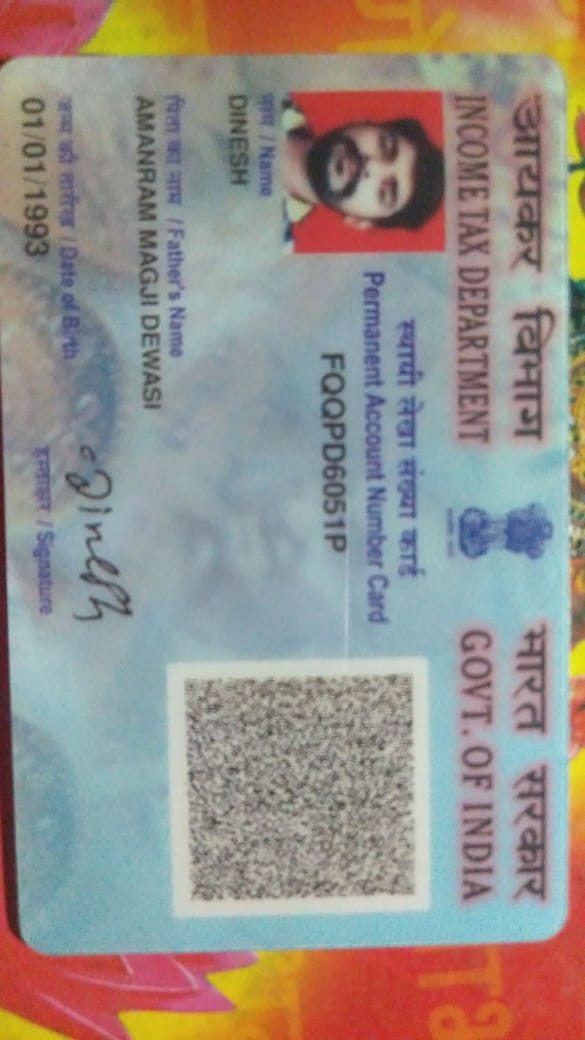 आयकर विभाग भारत सरकार
INCOME TAX DEPARTMENT GOVT. OF INDIA
स्थायी लेखा संख्या कार्ड
Permanent Account Number Card
FQQPD6051P
नाम / Name
DINESH
पिता का नाम / Father's Name
AMANRAM MAGJI DEWASI
जन्म की तारीख / Date of Birth
01/01/1993
Dinesh
हस्ताक्षर / Signature